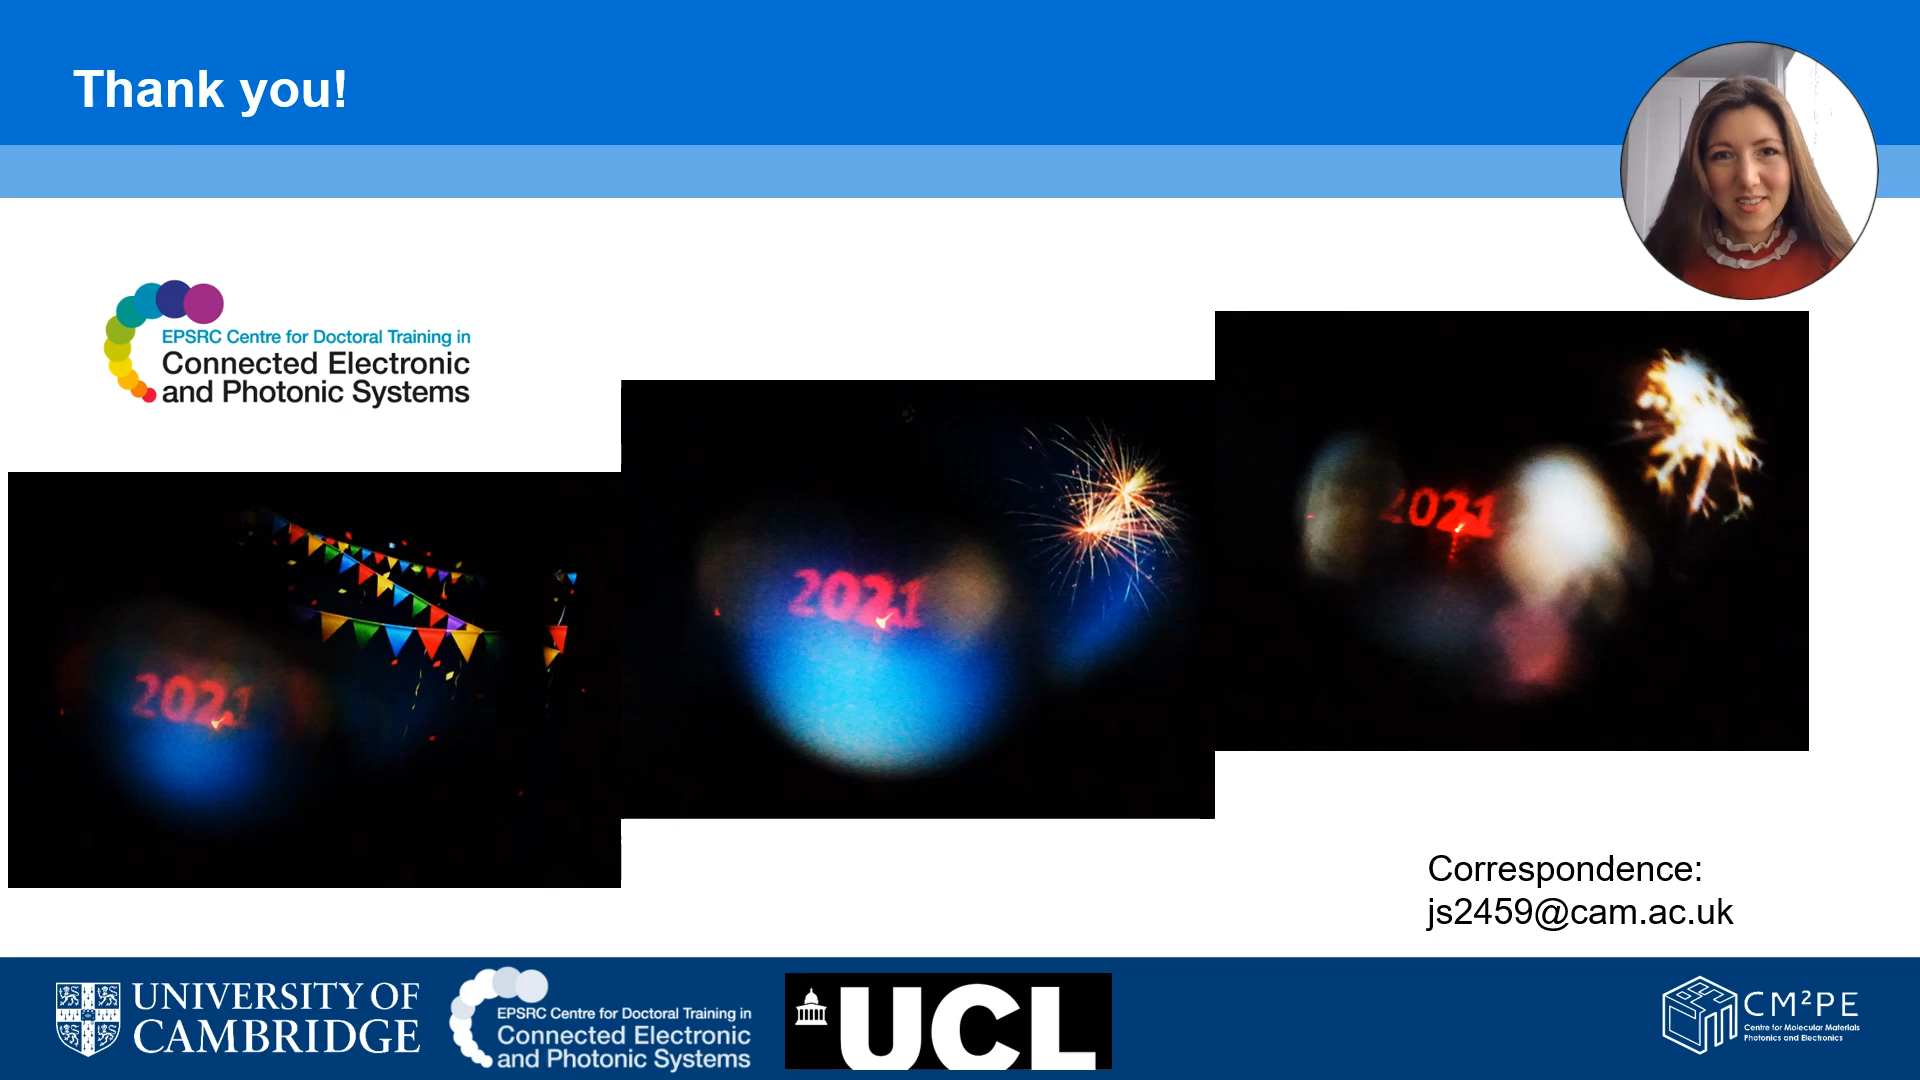 Thank you!
EPSRC Centre for Doctoral Training in
Connected Electronic
and Photonic Systems
2021
2021
2021
Correspondence:
js2459@cam.ac.uk
UNIVERSITY OF
CAMBRIDGE
EPSRC Centre for Doctoral Training in
Connected Electronic
and Photonic Systems
UCL
CM²PE
Centre for Molecular Materials
Photonics and Electronics